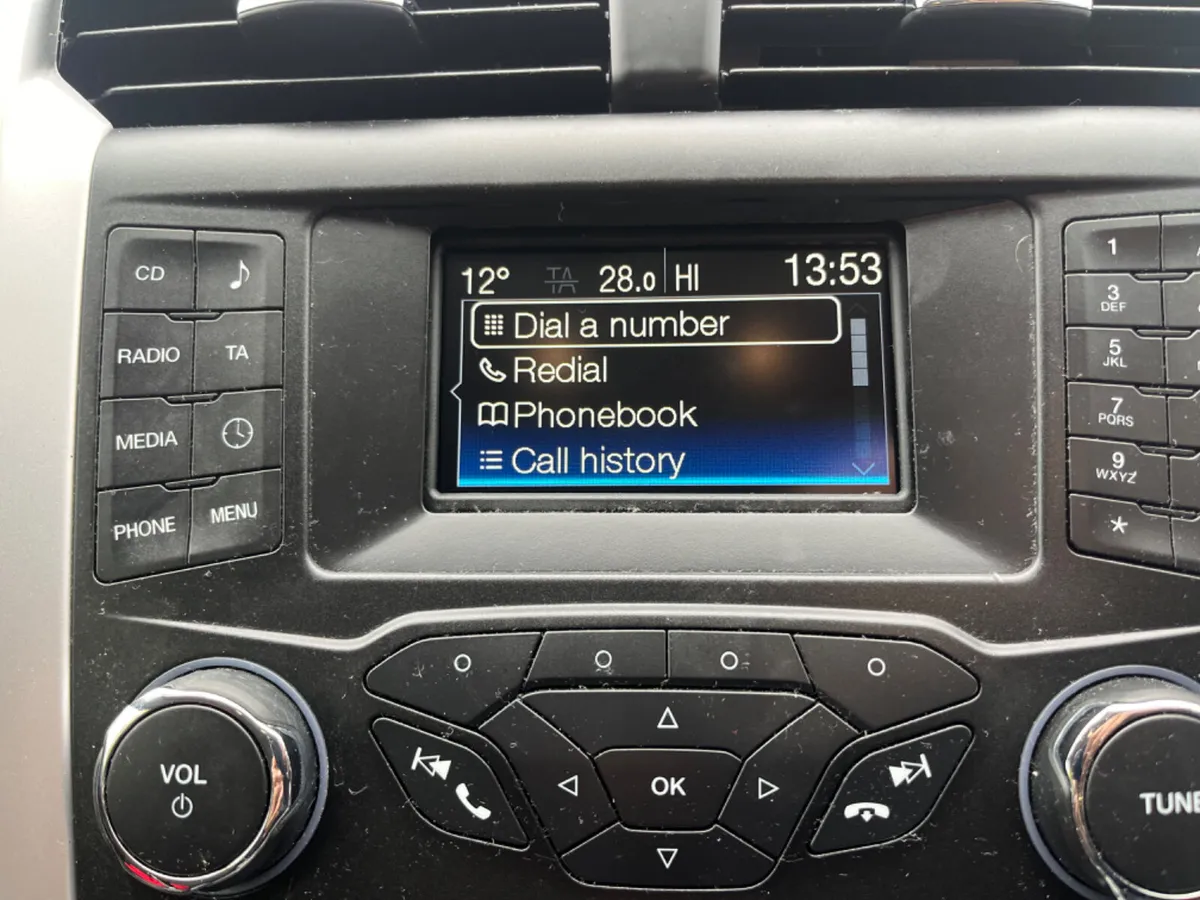 12° TA 28.0 HI 13:53
Dial a number
Redial
Phonebook
Call history
CD
RADIO TA
MEDIA
PHONE MENU
1
3 DEF
5 JKL
7 PQRS
9 WXYZ
*
VOL
OK
TUNE